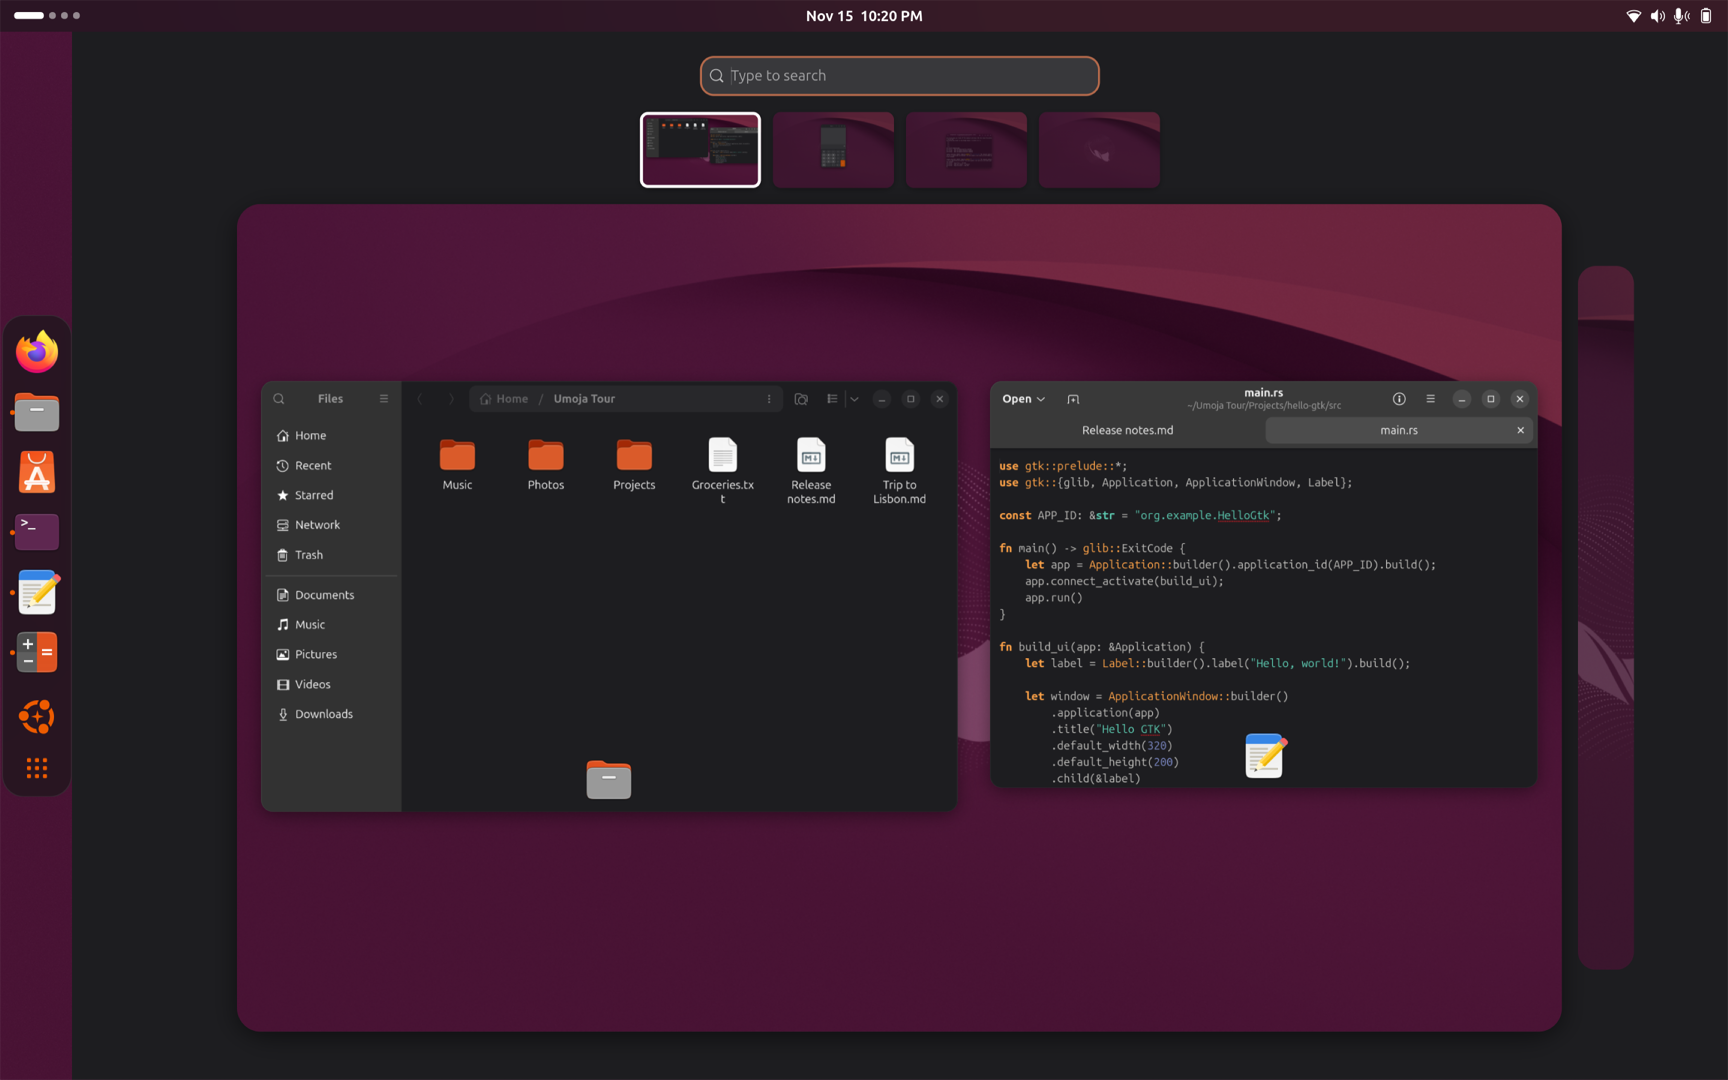 Nov 15 10:20 PM
Type to search
Files
Home / Umoja Tour
Home
Recent
Starred
Network
Trash
Documents
Music
Pictures
Videos
Downloads
Music
Photos
Projects
Groceries.tx
t
Release
notes.md
Trip to
Lisbon.md
Open
main.rs
~/Umoja Tour/Projects/hello-gtk/src
Release notes.md
main.rs
use gtk::prelude::*;
use gtk::{glib, Application, ApplicationWindow, Label};
const APP_ID: &str = "org.example.HelloGtk";
fn main() -> glib::ExitCode {
    let app = Application::builder().application_id(APP_ID).build();
    app.connect_activate(build_ui);
    app.run()
}
fn build_ui(app: &Application) {
    let label = Label::builder().label("Hello, world!").build();
    let window = ApplicationWindow::builder()
        .application(app)
        .title("Hello GTK")
        .default_width(320)
        .default_height(200)
        .child(&label)